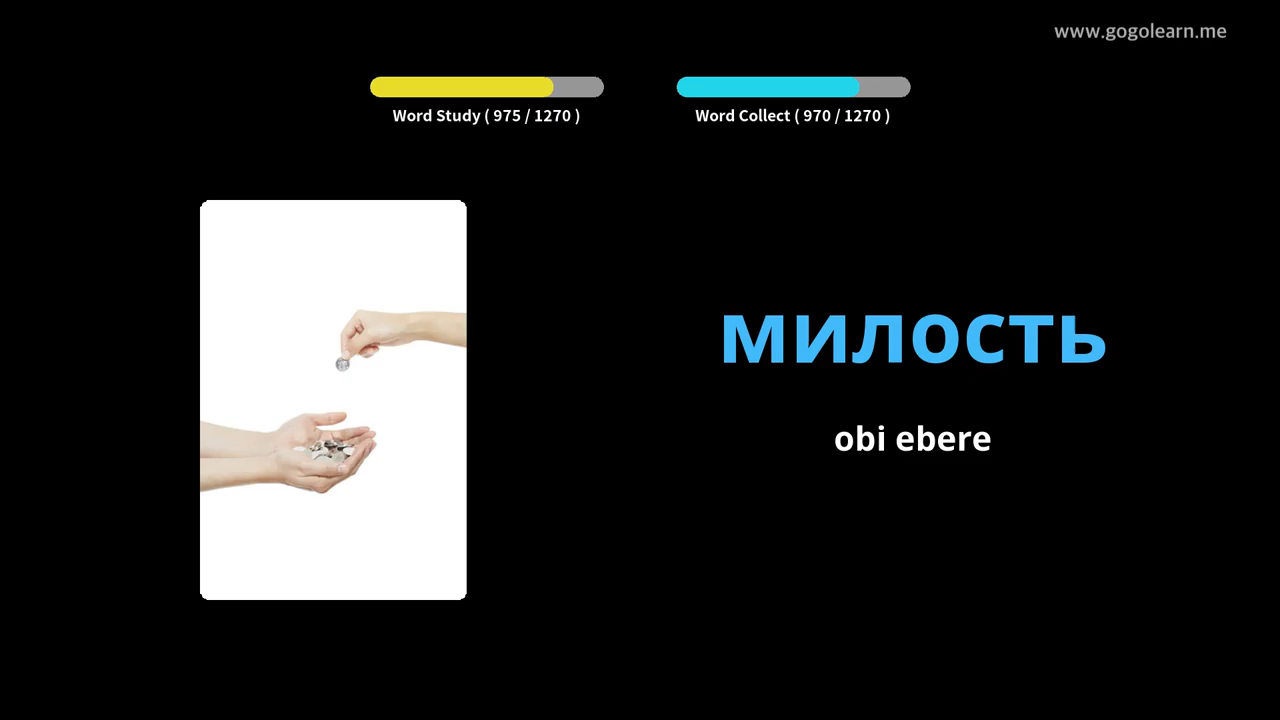 www.gogolearn.me
Word Study ( 975 / 1270 )
Word Collect ( 970 / 1270 )
милость
obi ebere